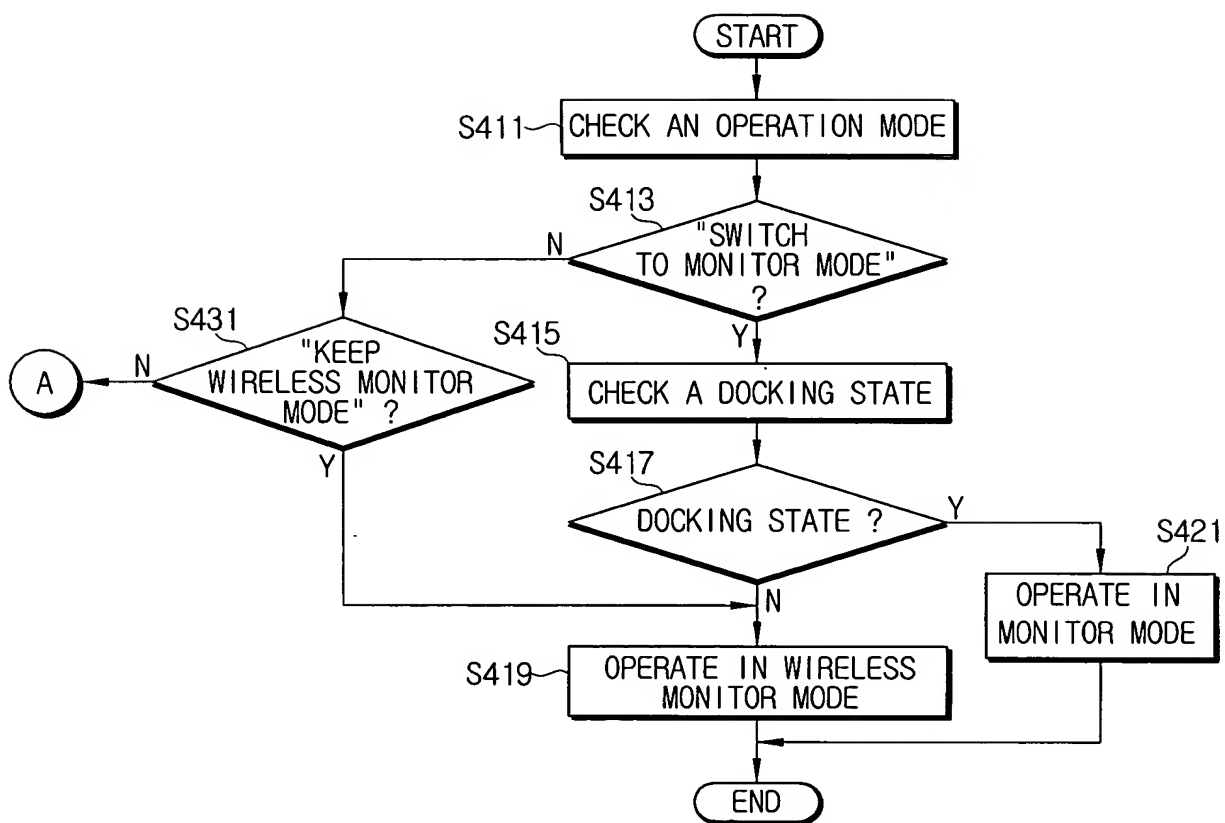 START
S411
CHECK AN OPERATION MODE
S413
"SWITCH
TO MONITOR MODE"
?
N
Y
S431
"KEEP
WIRELESS MONITOR
MODE" ?
N
A
Y
S415
CHECK A DOCKING STATE
S417
DOCKING STATE ?
Y
N
S421
OPERATE IN
MONITOR MODE
S419
OPERATE IN WIRELESS
MONITOR MODE
END